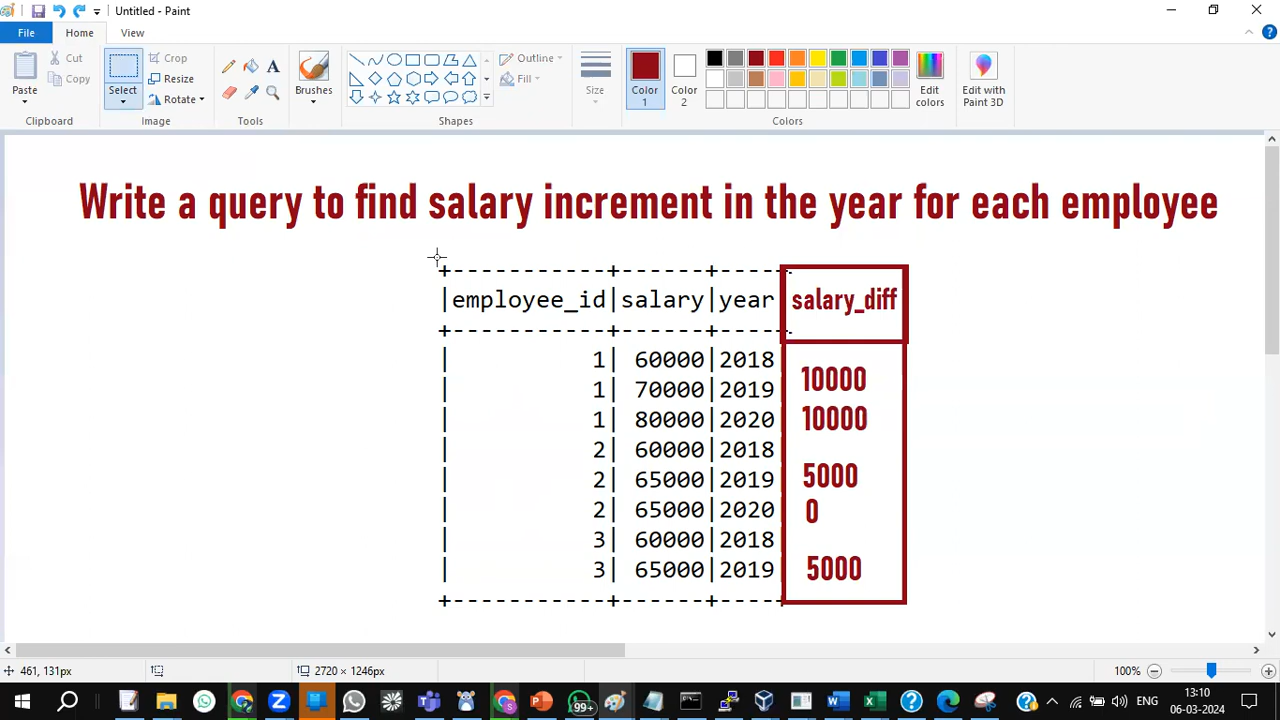 Untitled - Paint
File Home View
Paste
Cut
Copy
Clipboard
Select
Crop
Resize
Rotate
Image
A
Tools
Brushes
Shapes
Outline
Fill
Size
Color 1
Color 2
Edit colors
Colors
Edit with Paint 3D
Write a query to find salary increment in the year for each employee
+-----------+------+----+
|employee_id|salary|year| salary_diff
+-----------+------+----+
| 1| 60000|2018|
| 1| 70000|2019| 10000
| 1| 80000|2020| 10000
| 2| 60000|2018|
| 2| 65000|2019| 5000
| 2| 65000|2020| 0
| 3| 60000|2018|
| 3| 65000|2019| 5000
+-----------+------+----+
461, 131px
2720 × 1246px
100%
99+
ENG
13:10
06-03-2024